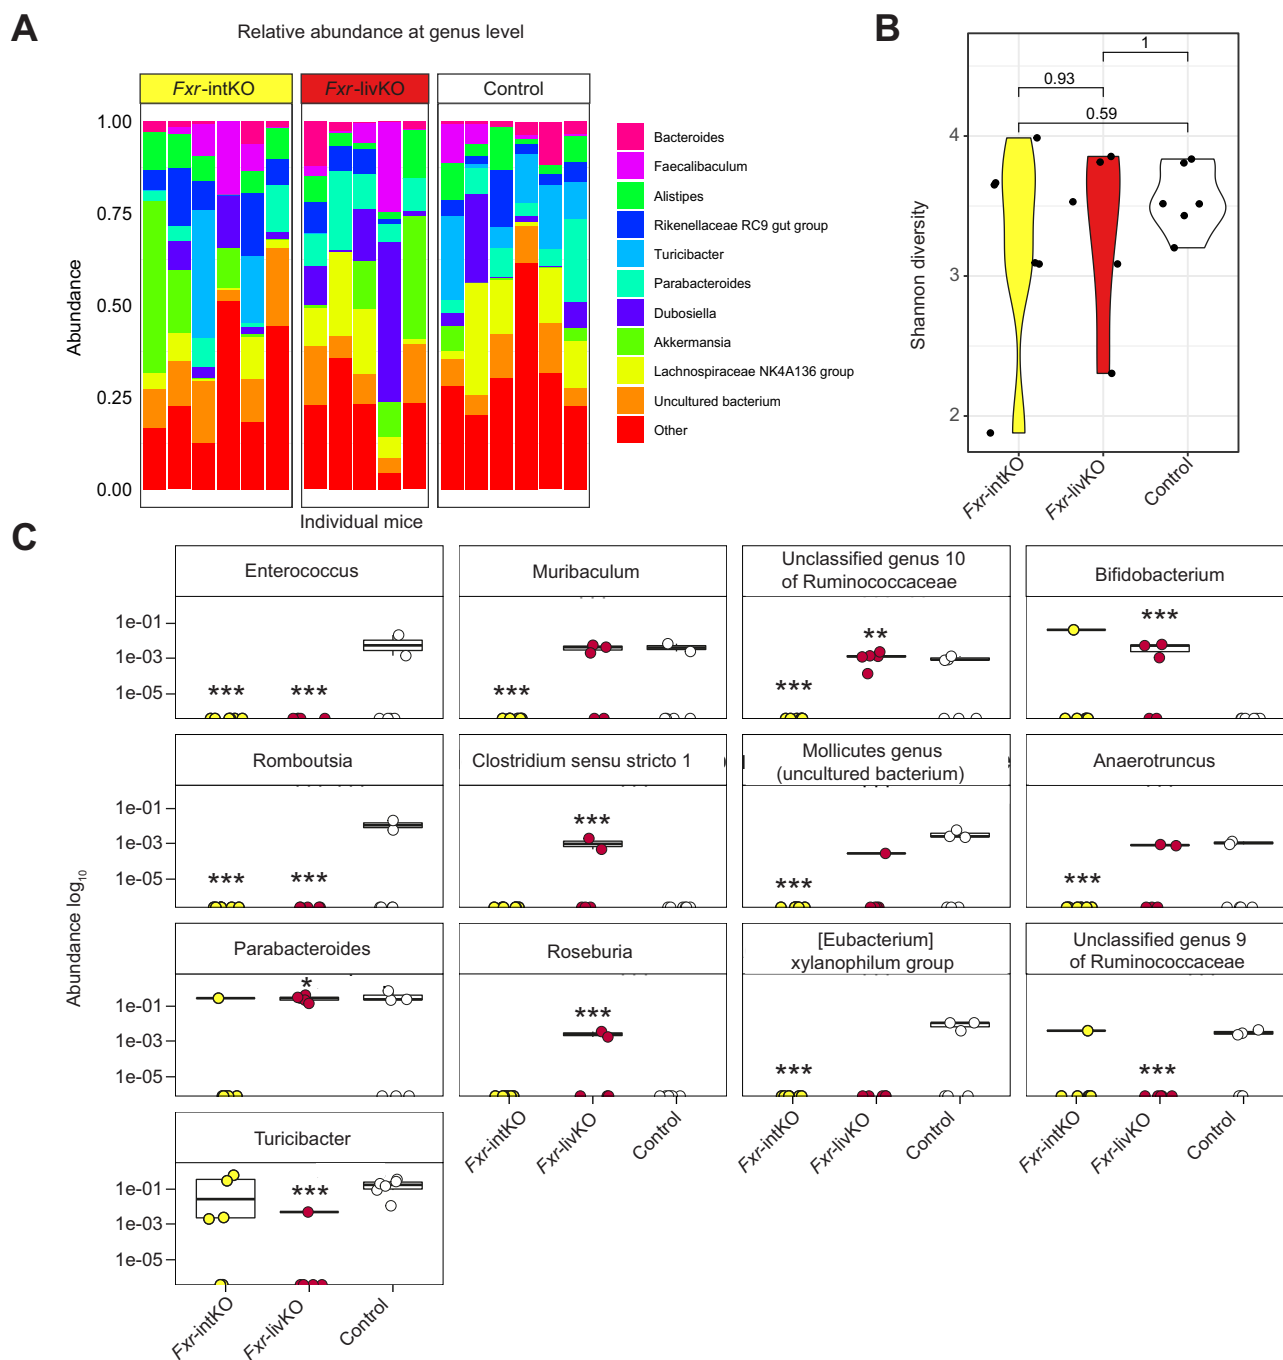 A
Relative abundance at genus level
Fxr-intKO
Fxr-livKO
Control
Abundance
1.00
0.75
0.50
0.25
0.00
Individual mice
Bacteroides
Faecalibaculum
Alistipes
Rikenellaceae RC9 gut group
Turicibacter
Parabacteroides
Dubosiella
Akkermansia
Lachnospiraceae NK4A136 group
Uncultured bacterium
Other
B
Shannon diversity
4
3
2
1
0.93
0.59
Fxr-intKO
Fxr-livKO
Control
C
Abundance log10
Enterococcus
Muribaculum
Unclassified genus 10
of Ruminococcaceae
Bifidobacterium
1e-01
1e-03
1e-05
***
***
***
***
**
***
Romboutsia
Clostridium sensu stricto 1
Mollicutes genus
(uncultured bacterium)
Anaerotruncus
1e-01
1e-03
1e-05
***
***
***
***
***
Parabacteroides
Roseburia
[Eubacterium]
xylanophilum group
Unclassified genus 9
of Ruminococcaceae
1e-01
1e-03
1e-05
*
***
***
***
Fxr-intKO
Fxr-livKO
Control
Fxr-intKO
Fxr-livKO
Control
Fxr-intKO
Fxr-livKO
Control
Turicibacter
1e-01
1e-03
1e-05
***
Fxr-intKO
Fxr-livKO
Control